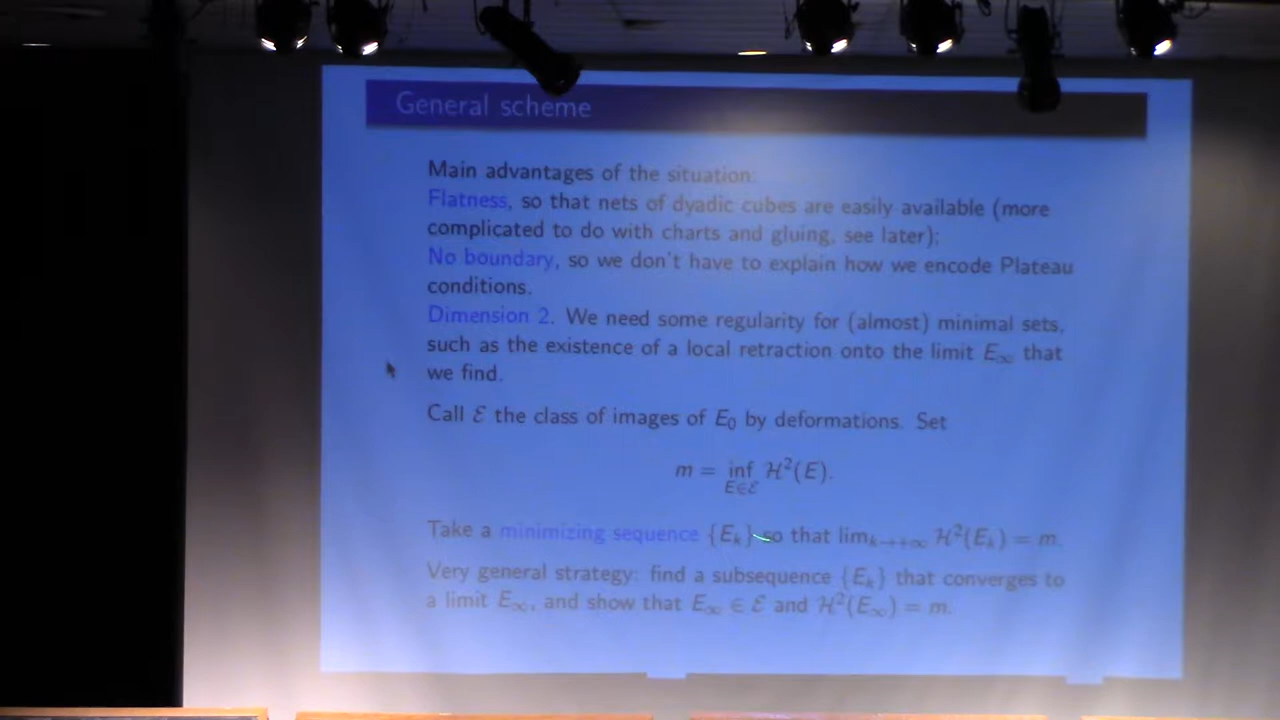 General scheme
Main advantages of the situation:
Flatness, so that nets of dyadic cubes are easily available (more
complicated to do with charts and gluing, see later);
No boundary, so we don't have to explain how we encode Plateau
conditions.
Dimension 2. We need some regularity for (almost) minimal sets,
such as the existence of a local retraction onto the limit E∞ that
we find.
Call ℰ the class of images of E₀ by deformations. Set
m = inf_{E∈ℰ} ℋ²(E).
Take a minimizing sequence {Eₖ} so that lim_{k→+∞} ℋ²(Eₖ) = m.
Very general strategy: find a subsequence {Eₖ} that converges to
a limit E∞, and show that E∞ ∈ ℰ and ℋ²(E∞) = m.